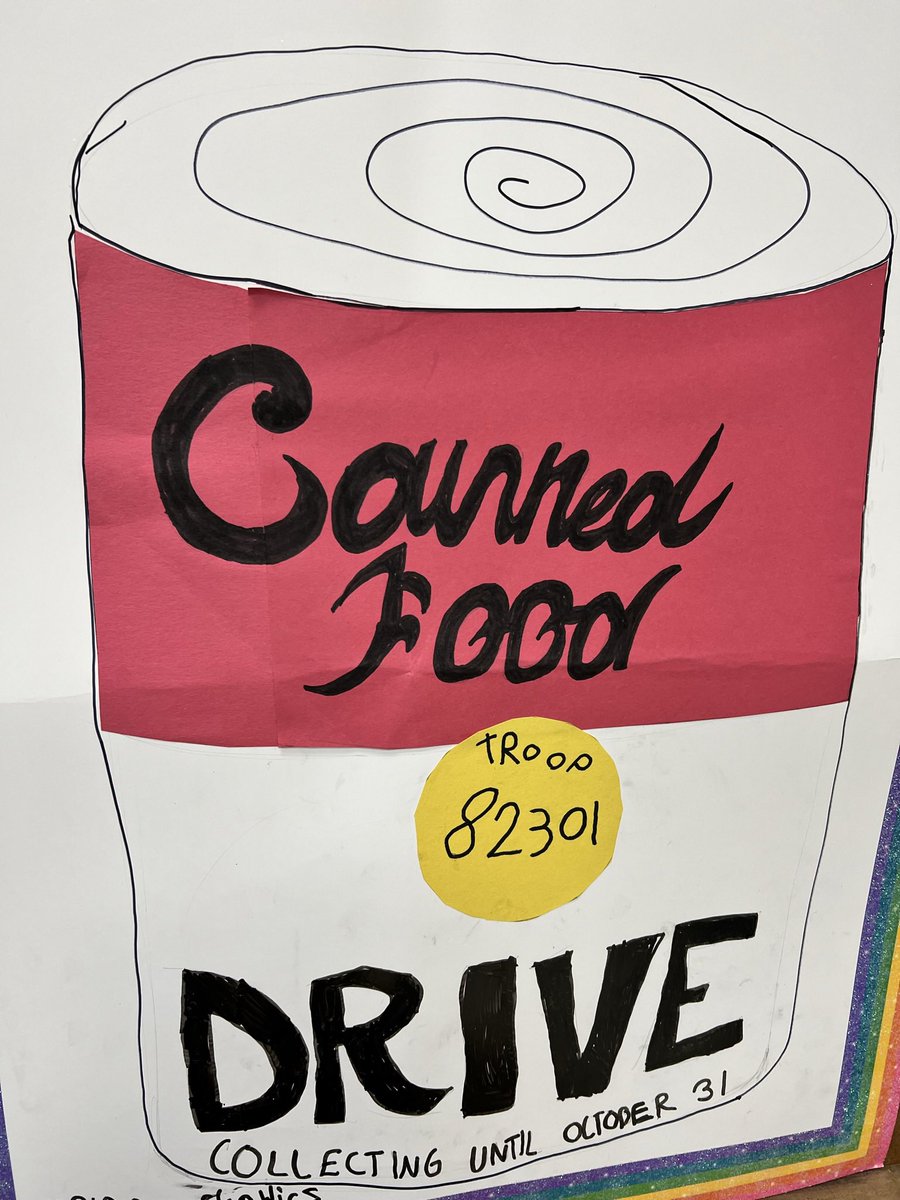 Canned
Food
TROOP
82301
DRIVE
COLLECTING UNTIL OCTOBER 31